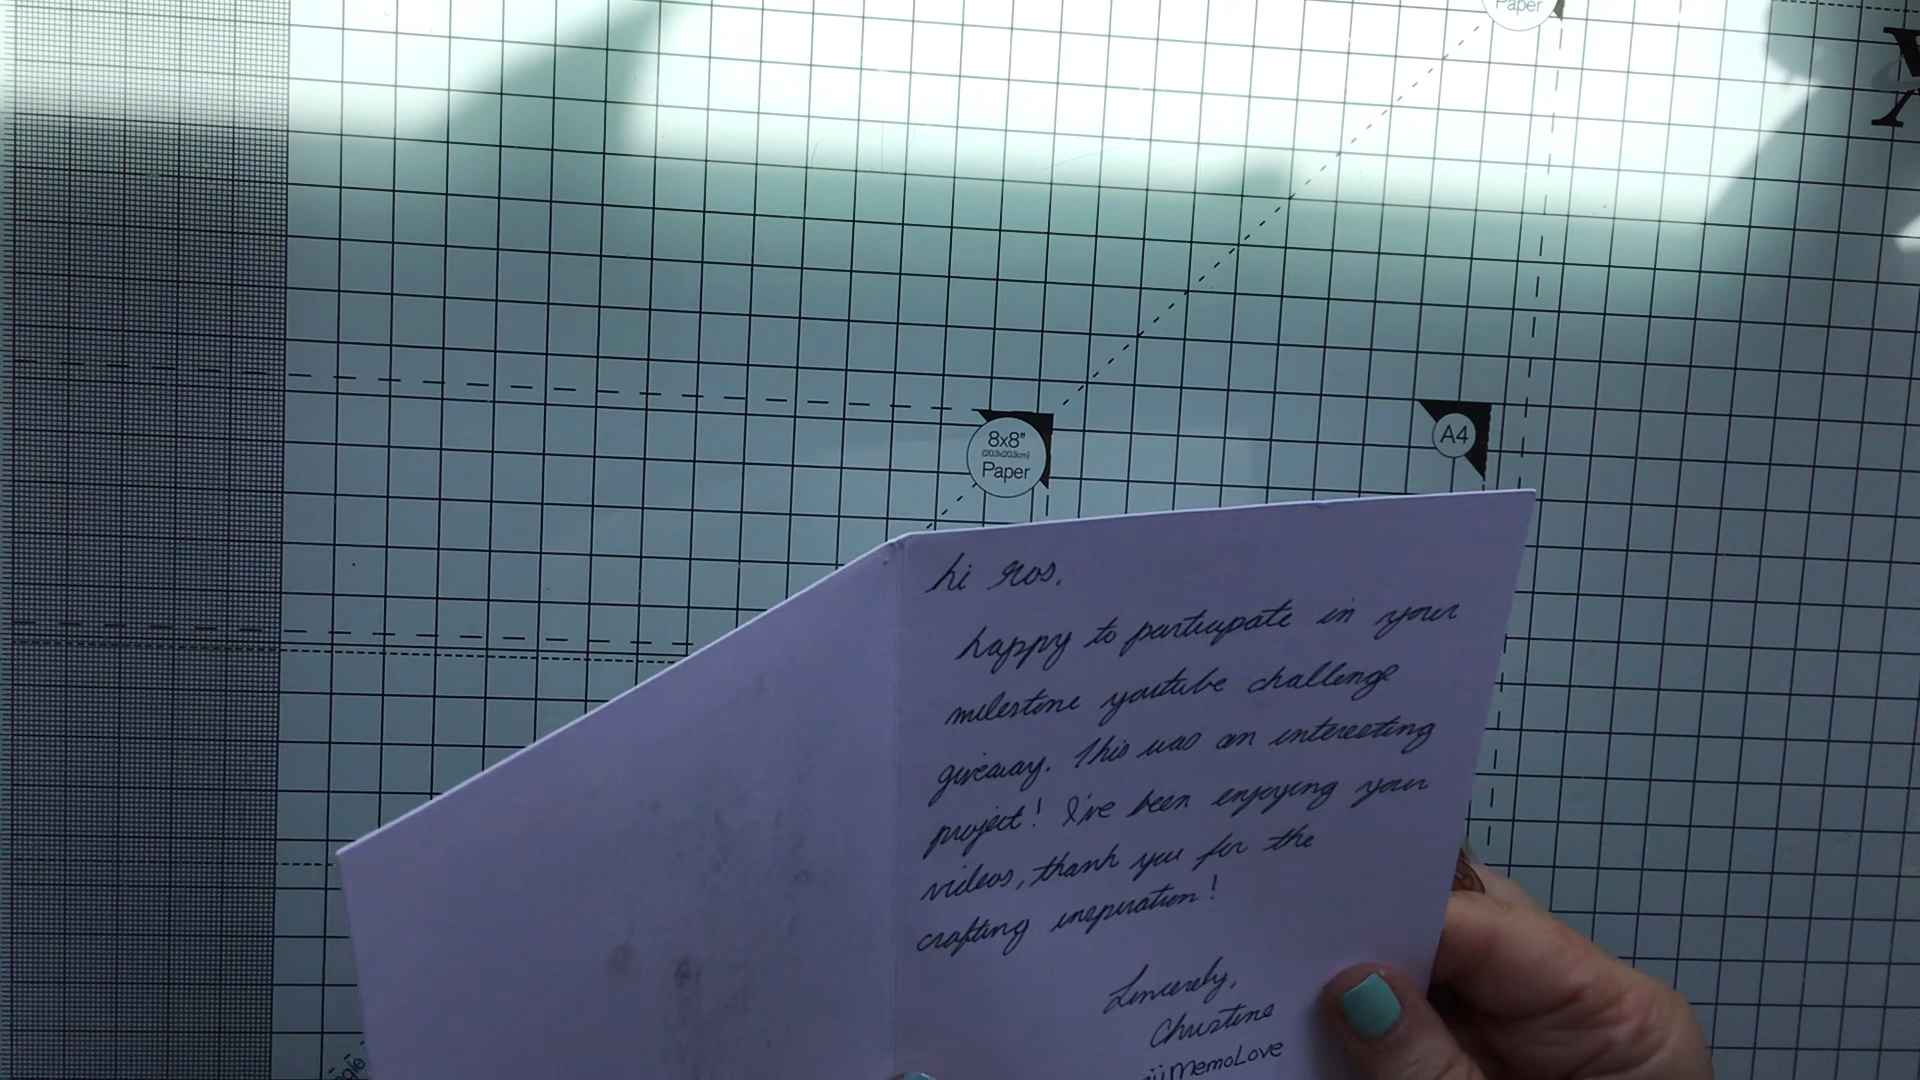 Paper
8x8"
(20.3x20.3cm)
Paper
A4
hi ros,
happy to participate in your
milestone youtube challenge
giveaway. This was an interesting
project! I've been enjoying your
videos, thank you for the
crafting inspiration!
Sincerely,
Christine
MemoLove